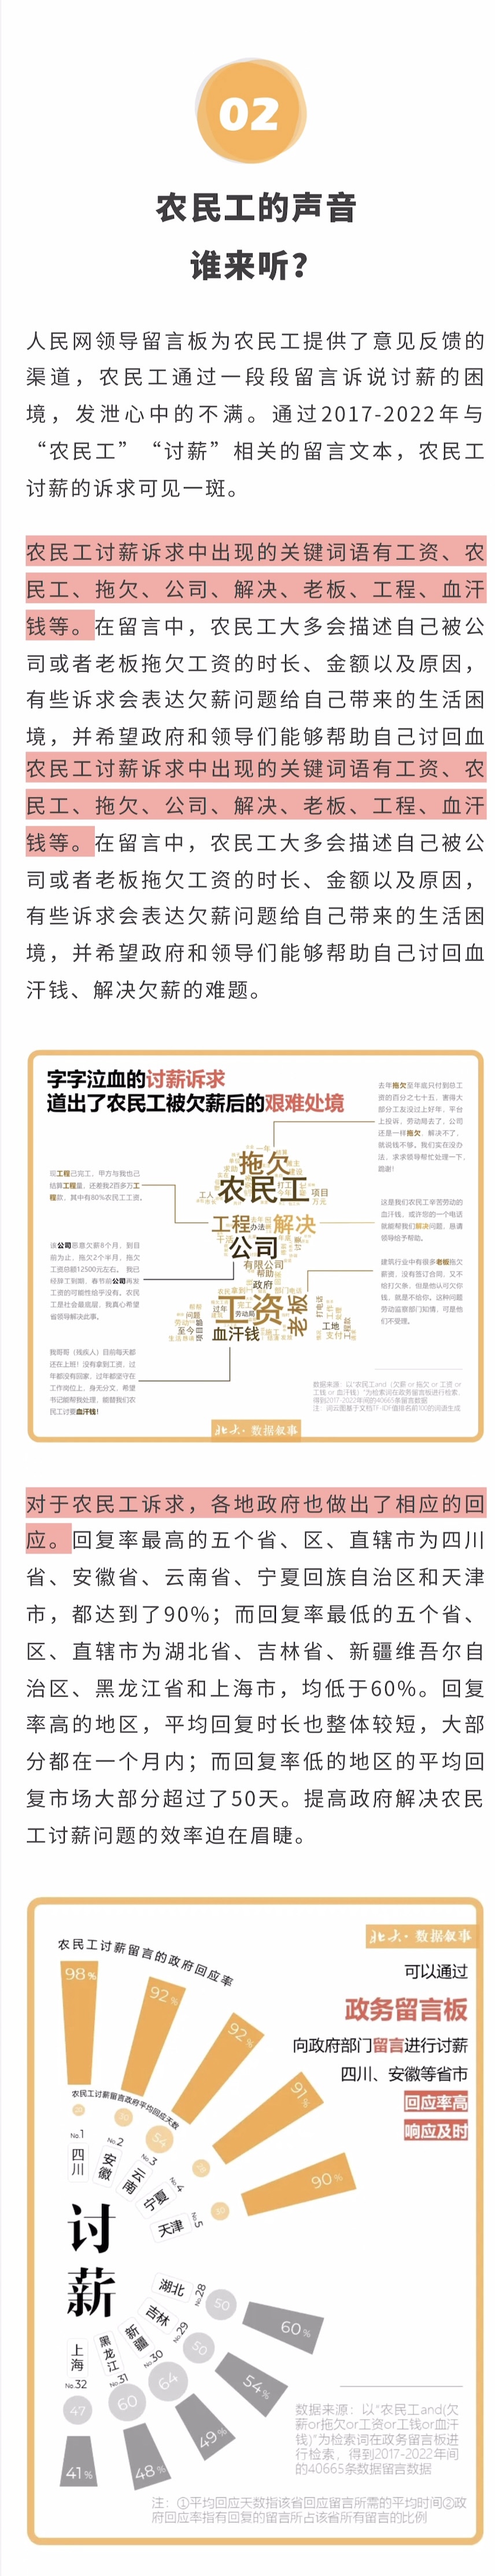 02
农民工的声音
谁来听？
人民网领导留言板为农民工提供了意见反馈的
渠道，农民工通过一段段留言诉说讨薪的困
境，发泄心中的不满。通过2017-2022年与
“农民工”“讨薪”相关的留言文本，农民工
讨薪的诉求可见一斑。
农民工讨薪诉求中出现的关键词语有工资、农
民工、拖欠、公司、解决、老板、工程、血汗
钱等。在留言中，农民工大多会描述自己被公
司或者老板拖欠工资的时长、金额以及原因，
有些诉求会表达欠薪问题给自己带来的生活困
境，并希望政府和领导们能够帮助自己讨回血
农民工讨薪诉求中出现的关键词语有工资、农
民工、拖欠、公司、解决、老板、工程、血汗
钱等。在留言中，农民工大多会描述自己被公
司或者老板拖欠工资的时长、金额以及原因，
有些诉求会表达欠薪问题给自己带来的生活困
境，并希望政府和领导们能够帮助自己讨回血
汗钱、解决欠薪的难题。
字字泣血的讨薪诉求
道出了农民工被欠薪后的艰难处境
去年拖欠至年底只付到总工
资的百分之七十五，害得大
部分工友没过上好年，平台
上投诉，劳动局去了，公司
还是一样拖欠，解决不了，
就说钱不够。我们实在没办
法，求求领导帮忙处理一下，
跪谢！
现工程已完工，甲方与我也已
结算工程量，还差我2百多万工
程款，其中有80%农民工工资。
这是我们农民工辛苦劳动的
血汗钱，或许您的一个电话
就能帮我们解决问题，恳请
领导给予帮助。
该公司恶意欠薪8个月，到目
前为止，拖欠2个半月，拖欠
工资总额12500元左右。我已
经辞工到期，春节前公司再发
工资的可能性给乎没有。农民
工是社会最底层，我真心希望
省领导解决此事。
建筑行业中有很多老板拖欠
薪资，没有签订合同，又不
给打欠条，但是他认可欠你
钱，就是不给你。这种问题
劳动监察部门知情，可是他
们不受理。
我哥哥（残疾人）日前每天都
还在上班！没有拿到工资，过
年都没有回家，过年都坚守在
工作岗位上，身无分文，希望
书记能帮我处理，能替我们农
民工讨要血汗钱！
拖欠
农民工
工人
项目
万元
工程
办法
解决
公司
有限公司
帮助
政府
工资
老板
过年
劳动局
问题
至今
血汗钱
工地
支付
工程款
打电话
数据来源：以“农民工and（欠薪 or 拖欠 or 工资 or
工钱 or 血汗钱）”为检索词在政务留言板进行检索，
得到2017-2022年间的40665条留言数据
注：词云图基于文档TF-IDF值排名前100的词语生成
北大·数据叙事
对于农民工诉求，各地政府也做出了相应的回
应。回复率最高的五个省、区、直辖市为四川
省、安徽省、云南省、宁夏回族自治区和天津
市，都达到了90%；而回复率最低的五个省、
区、直辖市为湖北省、吉林省、新疆维吾尔自
治区、黑龙江省和上海市，均低于60%。回复
率高的地区，平均回复时长也整体较短，大部
分都在一个月内；而回复率低的地区的平均回
复市场大部分超过了50天。提高政府解决农民
工讨薪问题的效率迫在眉睫。
北大·数据叙事
农民工讨薪留言的政府回应率
可以通过
政务留言板
向政府部门留言进行讨薪
四川、安徽等省市
回应率高
响应及时
98%
92%
92%
91%
90%
农民工讨薪留言政府平均回应天数
54
No.1 四川
No.2 安徽
No.3 云南
No.4 宁夏
No.5 天津
讨薪
湖北 No.28 50 60%
吉林 No.29 50 54%
新疆 No.30 64 49%
黑龙江 No.31 60 48%
上海 No.32 47 41%
数据来源：以“农民工and(欠
薪or拖欠or工资or工钱or血汗
钱)”为检索词在政务留言板进
行检索，得到2017-2022年间
的40665条数据留言数据
注：①平均回应天数指该省回应留言所需的平均时间②政
府回应率指有回复的留言所占该省所有留言的比例